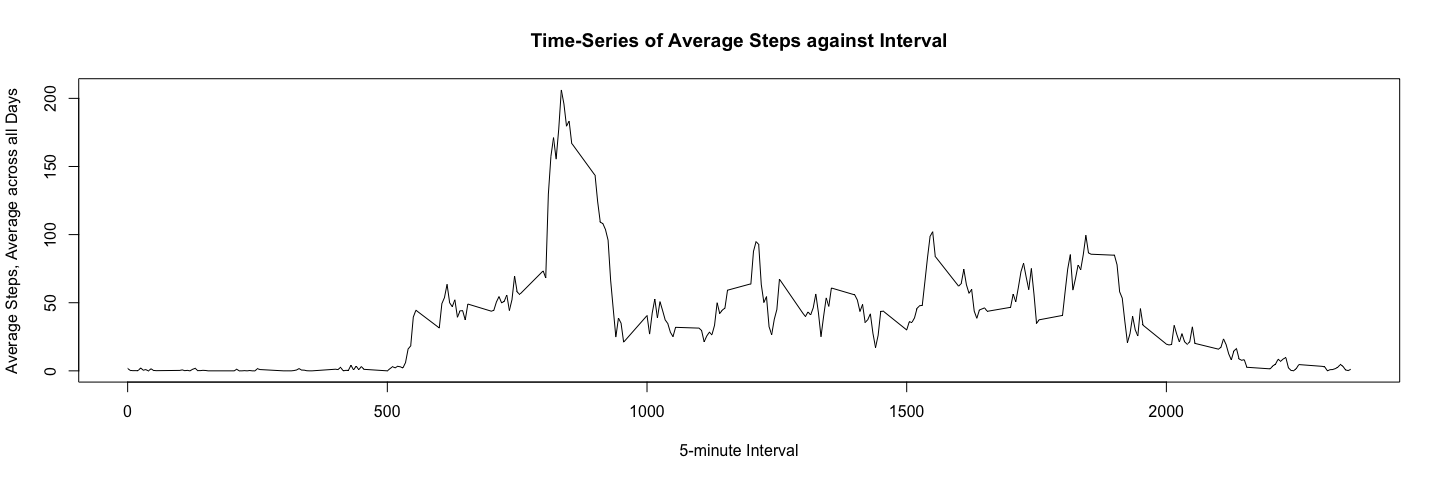 Time-Series of Average Steps against Interval
Average Steps, Average across all Days
200
150
100
50
0
0 500 1000 1500 2000
5-minute Interval